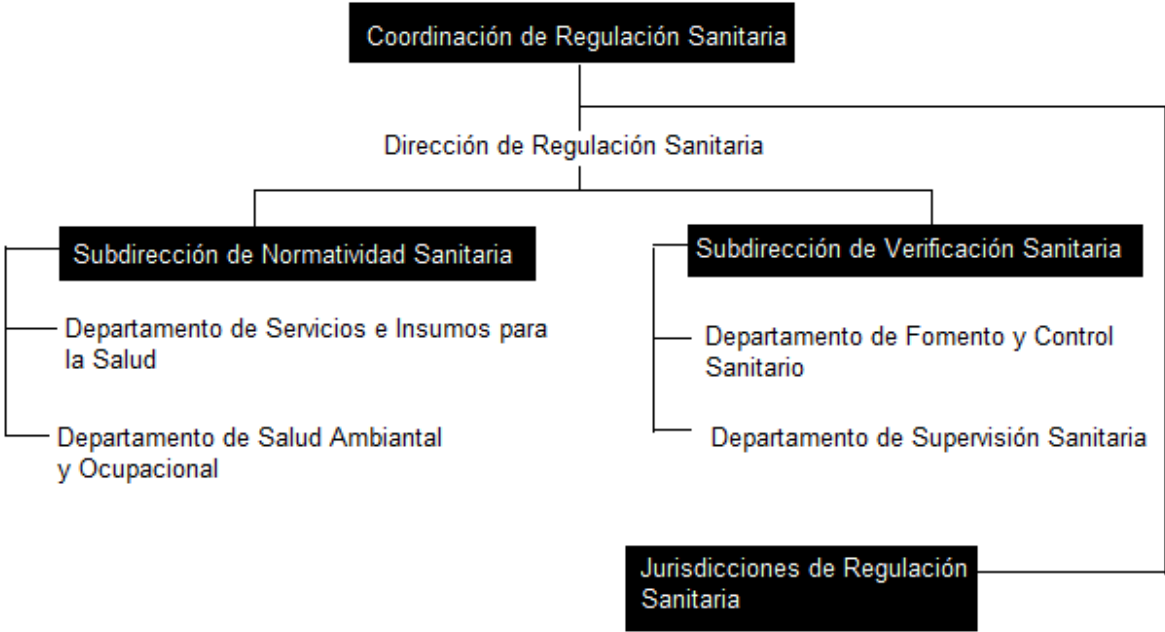 Coordinación de Regulación Sanitaria
Dirección de Regulación Sanitaria
Subdirección de Normatividad Sanitaria
Departamento de Servicios e Insumos para
la Salud
Departamento de Salud Ambiantal
y Ocupacional
Subdirección de Verificación Sanitaria
Departamento de Fomento y Control
Sanitario
Departamento de Supervisión Sanitaria
Jurisdicciones de Regulación
Sanitaria